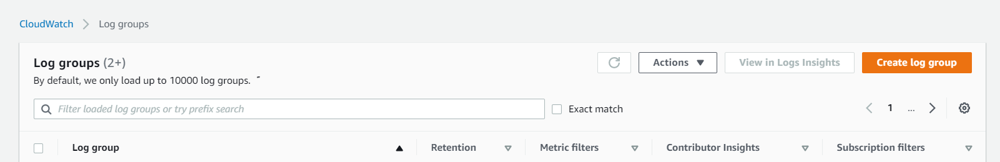 CloudWatch Log groups
Log groups (2+)
Actions View in Logs Insights Create log group
By default, we only load up to 10000 log groups.
Filter loaded log groups or try prefix search Exact match 1 ...
Log group Retention Metric filters Contributor Insights Subscription filters